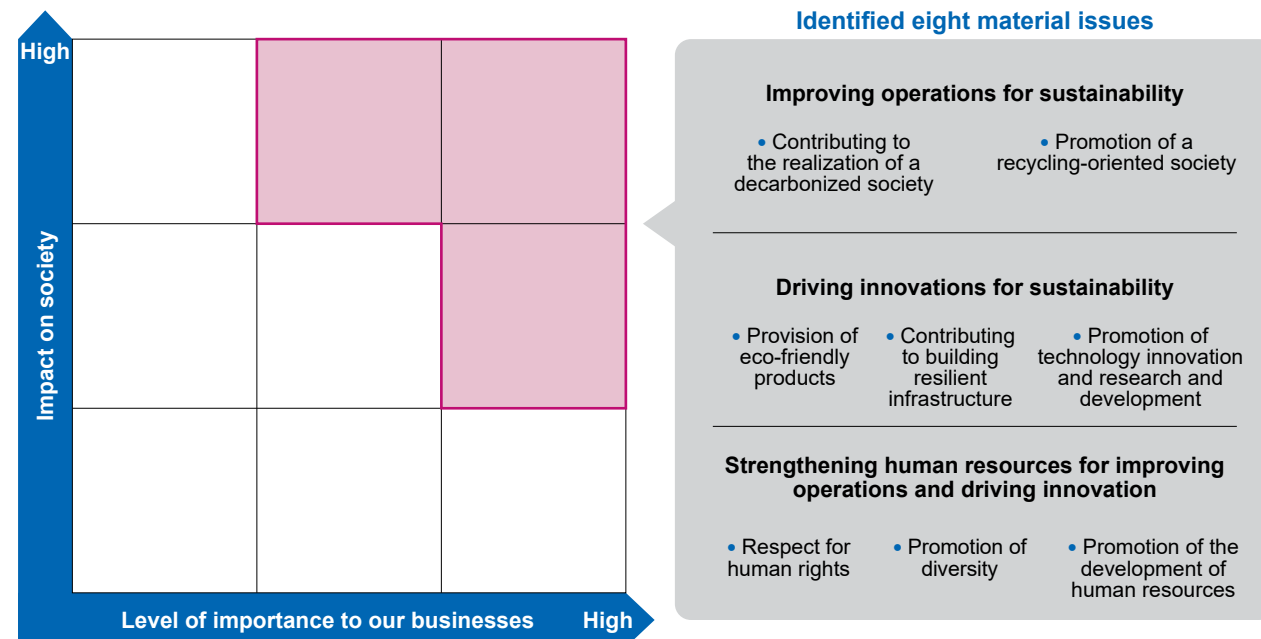 High
Impact on society
Level of importance to our businesses
High
Identified eight material issues
Improving operations for sustainability
• Contributing to
the realization of a
decarbonized society
• Promotion of a
recycling-oriented society
Driving innovations for sustainability
• Provision of
eco-friendly
products
• Contributing
to building
resilient
infrastructure
• Promotion of
technology innovation
and research and
development
Strengthening human resources for improving
operations and driving innovation
• Respect for
human rights
• Promotion of
diversity
• Promotion of the
development of
human resources